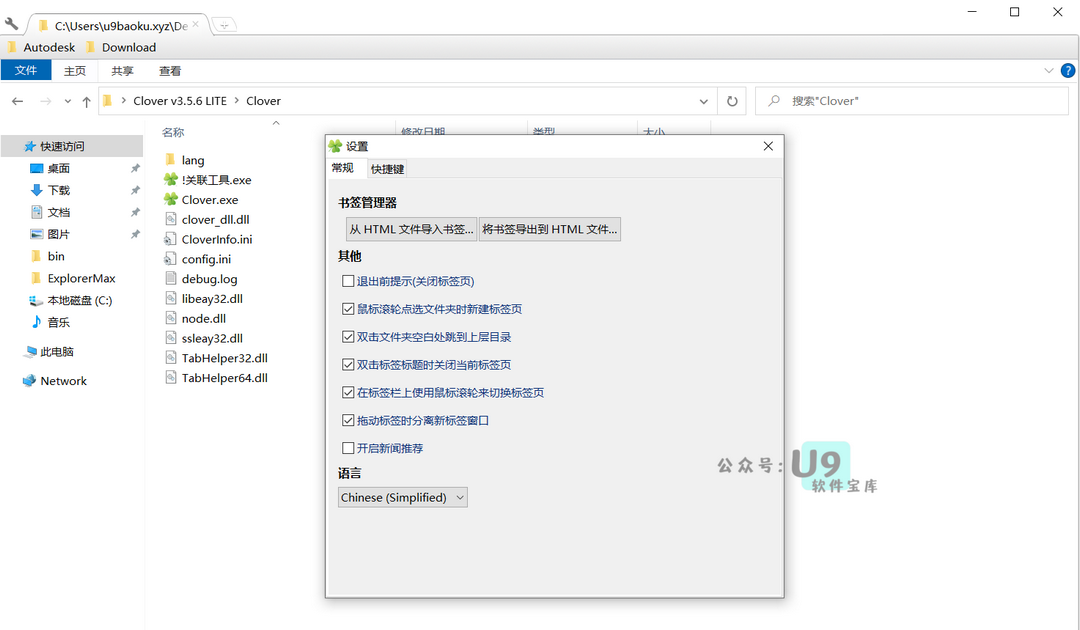 C:\Users\u9baoku.xyz\De
Autodesk Download
文件 主页 共享 查看
Clover v3.5.6 LITE Clover
搜索"Clover"
快速访问
桌面
下载
文档
图片
bin
ExplorerMax
本地磁盘 (C:)
音乐
此电脑
Network
名称 修改日期 类型 大小
lang
!关联工具.exe
Clover.exe
clover_dll.dll
CloverInfo.ini
config.ini
debug.log
libeay32.dll
node.dll
ssleay32.dll
TabHelper32.dll
TabHelper64.dll
设置
常规 快捷键
书签管理器
从 HTML 文件导入书签... 将书签导出到 HTML 文件...
其他
退出前提示(关闭标签页)
鼠标滚轮点选文件夹时新建标签页
双击文件夹空白处跳到上层目录
双击标签标题时关闭当前标签页
在标签栏上使用鼠标滚轮来切换标签页
拖动标签时分离新标签窗口
开启新闻推荐
语言
Chinese (Simplified)
公众号: U9
软件宝库